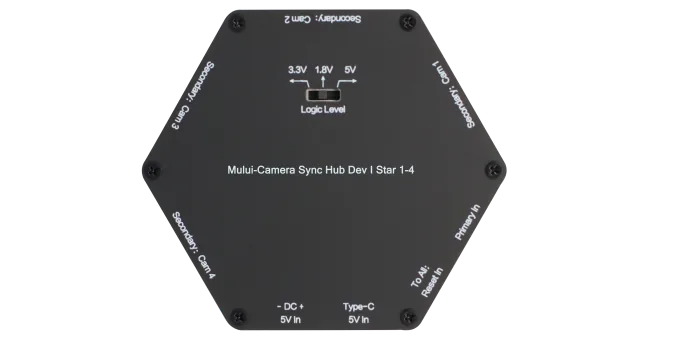 Secondary: Cam 2
Secondary: Cam 3
Secondary: Cam 1
3.3V 1.8V 5V
Logic Level
Mului-Camera Sync Hub Dev I Star 1-4
Secondary: Cam 4
Primary In
To All:
Reset In
- DC +
5V In
Type-C
5V In